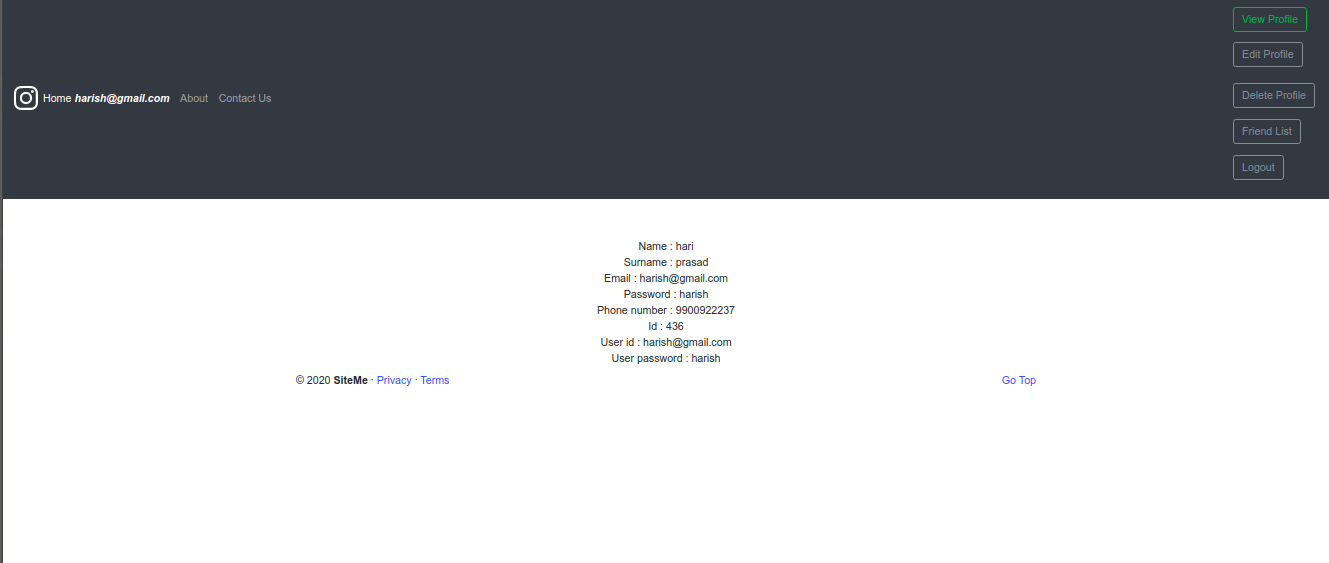 View Profile
Edit Profile
Home harish@gmail.com About Contact Us
Delete Profile
Friend List
Logout
Name : hari
Surname : prasad
Email : harish@gmail.com
Password : harish
Phone number : 9900922237
Id : 436
User id : harish@gmail.com
User password : harish
© 2020 SiteMe · Privacy · Terms Go Top